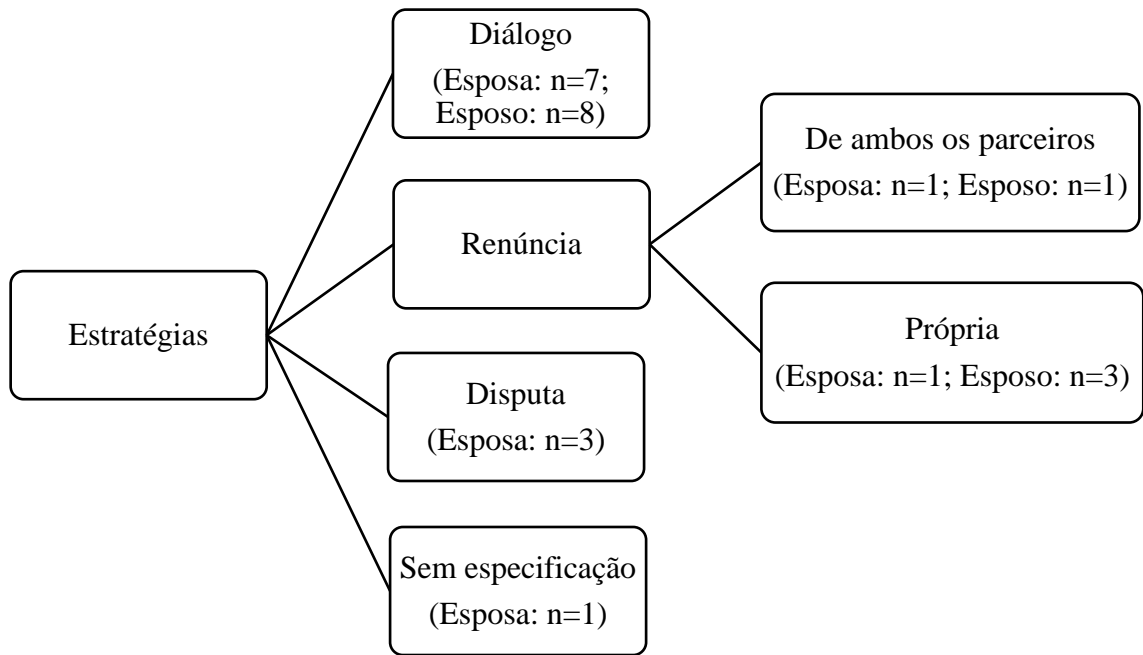 Estratégias
Diálogo
(Esposa: n=7;
Esposo: n=8)
Renúncia
De ambos os parceiros
(Esposa: n=1; Esposo: n=1)
Própria
(Esposa: n=1; Esposo: n=3)
Disputa
(Esposa: n=3)
Sem especificação
(Esposa: n=1)